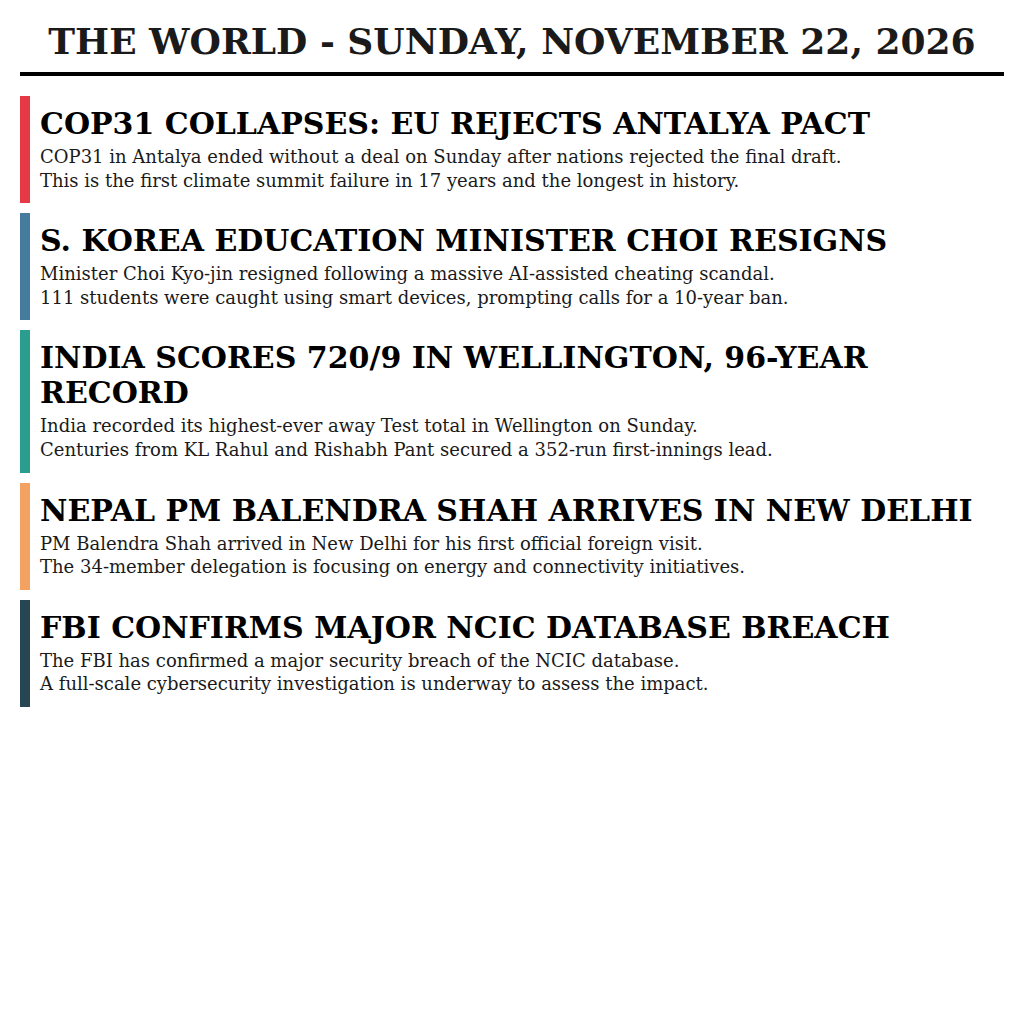 THE WORLD - SUNDAY, NOVEMBER 22, 2026
COP31 COLLAPSES: EU REJECTS ANTALYA PACT
COP31 in Antalya ended without a deal on Sunday after nations rejected the final draft.
This is the first climate summit failure in 17 years and the longest in history.
S. KOREA EDUCATION MINISTER CHOI RESIGNS
Minister Choi Kyo-jin resigned following a massive AI-assisted cheating scandal.
111 students were caught using smart devices, prompting calls for a 10-year ban.
INDIA SCORES 720/9 IN WELLINGTON, 96-YEAR
RECORD
India recorded its highest-ever away Test total in Wellington on Sunday.
Centuries from KL Rahul and Rishabh Pant secured a 352-run first-innings lead.
NEPAL PM BALENDRA SHAH ARRIVES IN NEW DELHI
PM Balendra Shah arrived in New Delhi for his first official foreign visit.
The 34-member delegation is focusing on energy and connectivity initiatives.
FBI CONFIRMS MAJOR NCIC DATABASE BREACH
The FBI has confirmed a major security breach of the NCIC database.
A full-scale cybersecurity investigation is underway to assess the impact.